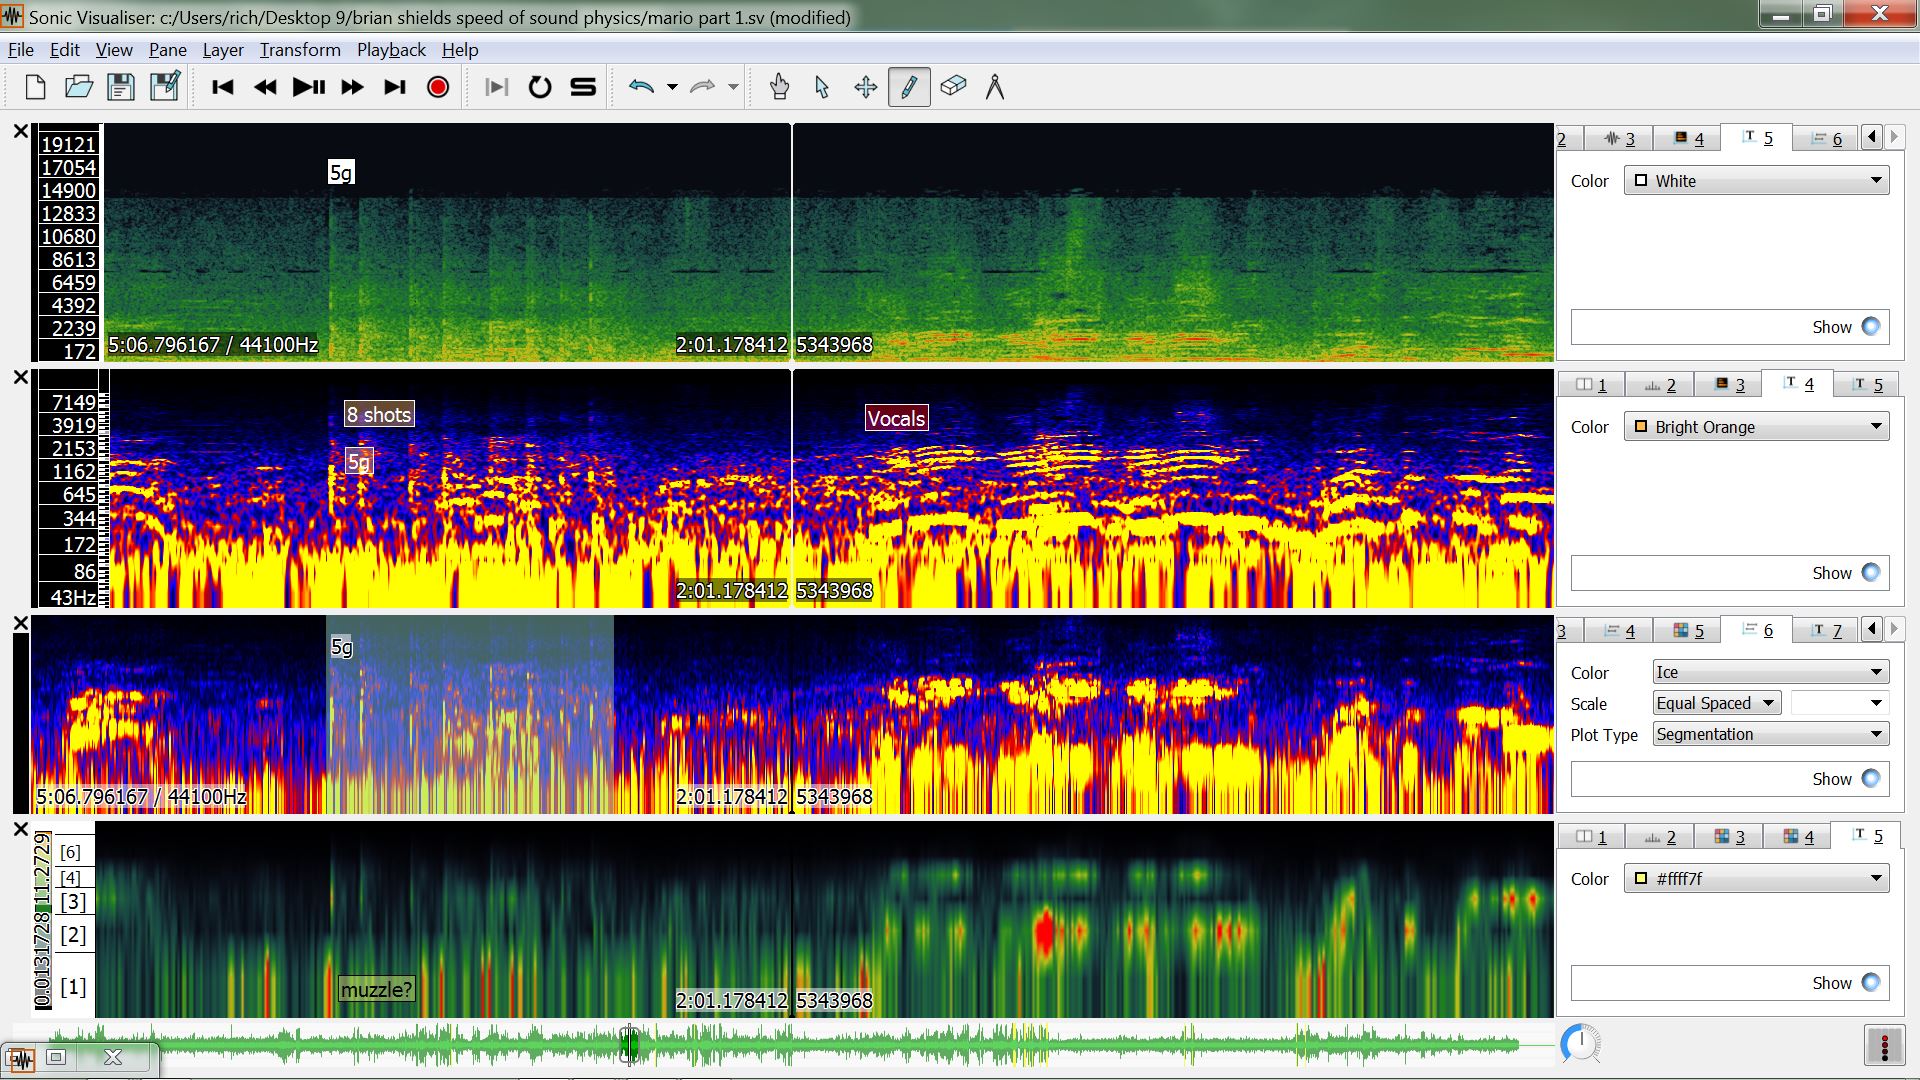 Sonic Visualiser: c:/Users/rich/Desktop 9/brian shields speed of sound physics/mario part 1.sv (modified)
File Edit View Pane Layer Transform Playback Help
19121
17054
14900
12833
10680
8613
6459
4392
2239
172
5g
5:06.796167 / 44100Hz
2:01.178412 5343968
2 3 4 5 6
Color White
Show
7149
3919
2153
1162
645
344
172
86
43Hz
8 shots
5g
Vocals
2:01.178412 5343968
1 2 3 4 5
Color Bright Orange
Show
5g
5:06.796167 / 44100Hz
2:01.178412 5343968
3 4 5 6 7
Color Ice
Scale Equal Spaced
Plot Type Segmentation
Show
[6]
[4]
[3]
[2]
[1]
muzzle?
2:01.178412 5343968
1 2 3 4 5
Color #ffff7f
Show